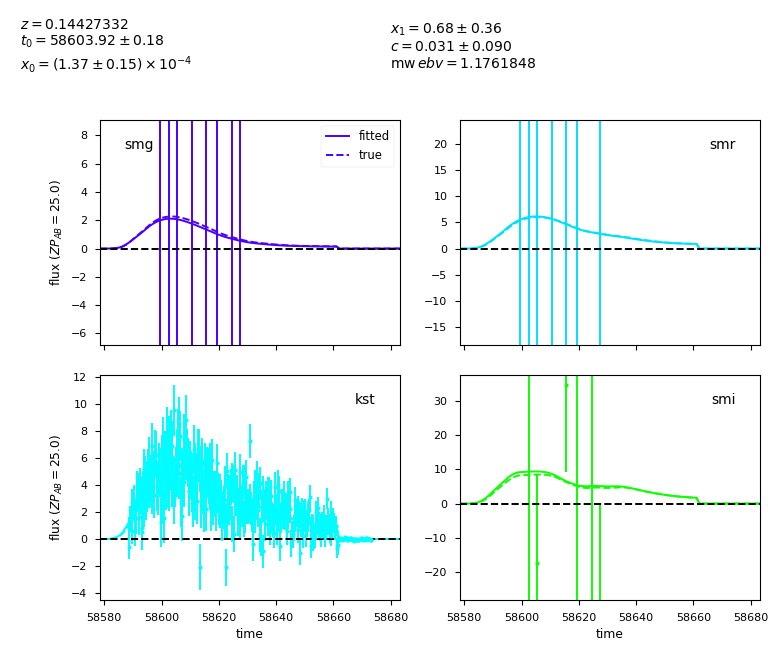 z = 0.14427332
t₀ = 58603.92 ± 0.18
x₀ = (1.37 ± 0.15) × 10⁻⁴
x₁ = 0.68 ± 0.36
c = 0.031 ± 0.090
mw ebv = 1.1761848
smg
fitted
true
8
6
4
2
0
−2
−4
−6
flux (ZP_AB = 25.0)
smr
20
15
10
5
0
−5
−10
−15
kst
12
10
8
6
4
2
0
−2
−4
flux (ZP_AB = 25.0)
58580 58600 58620 58640 58660 58680
time
smi
30
20
10
0
−10
−20
58580 58600 58620 58640 58660 58680
time